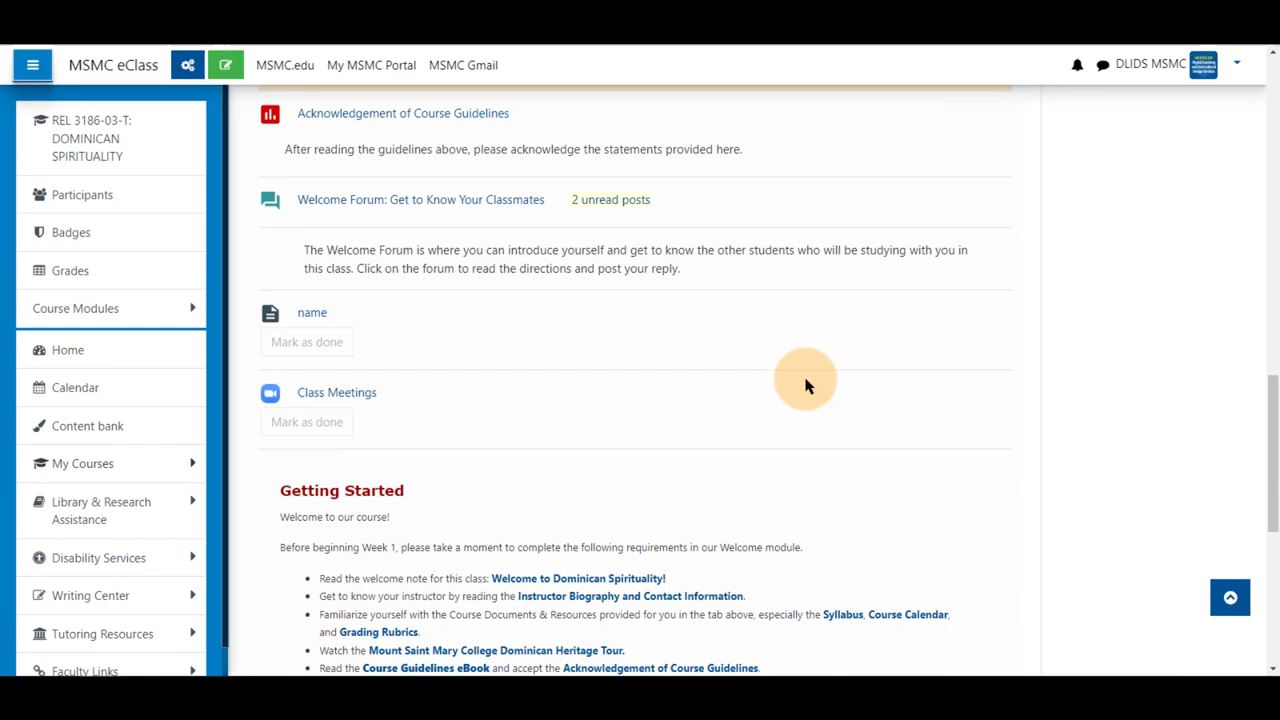 MSMC eClass
MSMC.edu
My MSMC Portal
MSMC Gmail
DLIDS MSMC
REL 3186-03-T:
DOMINICAN
SPIRITUALITY
Participants
Badges
Grades
Course Modules
Home
Calendar
Content bank
My Courses
Library & Research
Assistance
Disability Services
Writing Center
Tutoring Resources
Faculty Links
Acknowledgement of Course Guidelines
After reading the guidelines above, please acknowledge the statements provided here.
Welcome Forum: Get to Know Your Classmates 2 unread posts
The Welcome Forum is where you can introduce yourself and get to know the other students who will be studying with you in
this class. Click on the forum to read the directions and post your reply.
name
Mark as done
Class Meetings
Mark as done
Getting Started
Welcome to our course!
Before beginning Week 1, please take a moment to complete the following requirements in our Welcome module.
• Read the welcome note for this class: Welcome to Dominican Spirituality!
• Get to know your instructor by reading the Instructor Biography and Contact Information.
• Familiarize yourself with the Course Documents & Resources provided for you in the tab above, especially the Syllabus, Course Calendar,
and Grading Rubrics.
• Watch the Mount Saint Mary College Dominican Heritage Tour.
• Read the Course Guidelines eBook and accept the Acknowledgement of Course Guidelines.